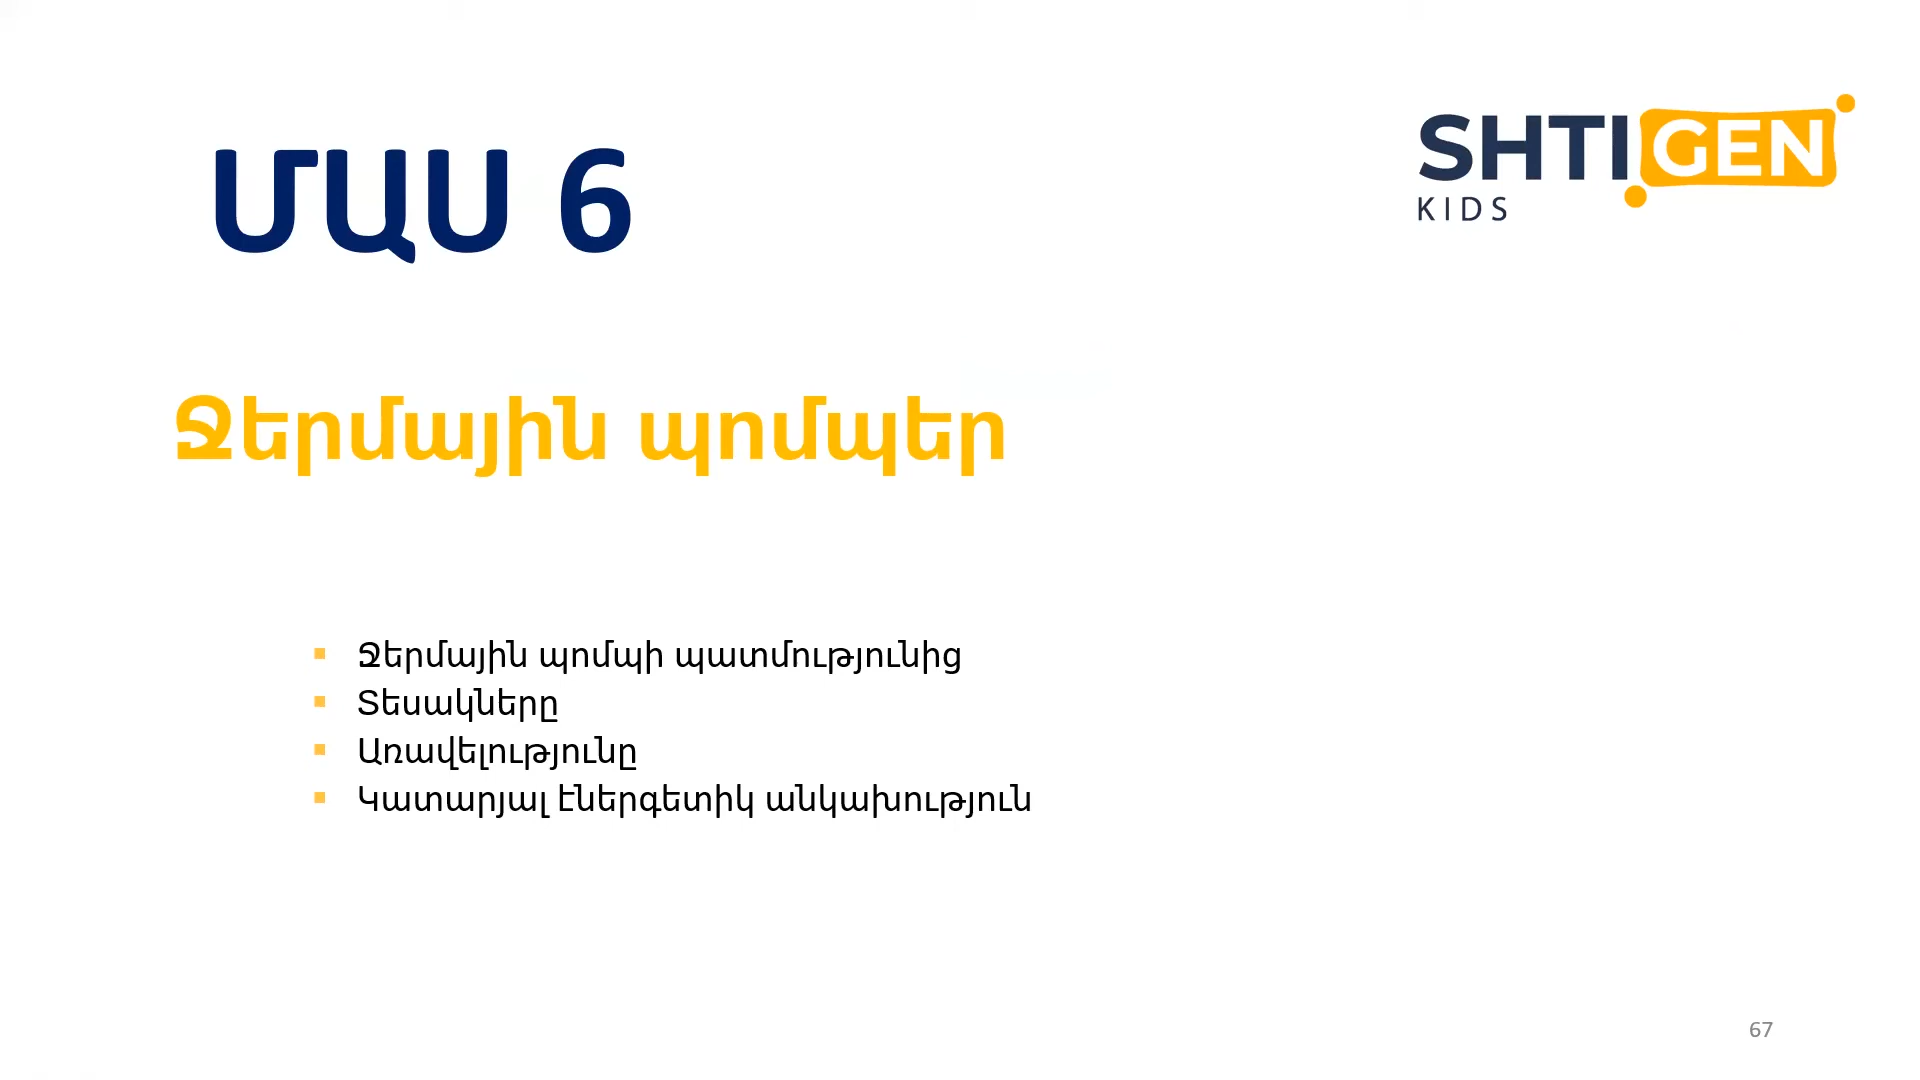 ՄԱՍ 6
SHTIGEN
KIDS
Ջերմային պոմպեր
▪ Ջերմային պոմպի պատմությունից
▪ Տեսակները
▪ Առավելությունը
▪ Կատարյալ էներգետիկ անկախություն
67